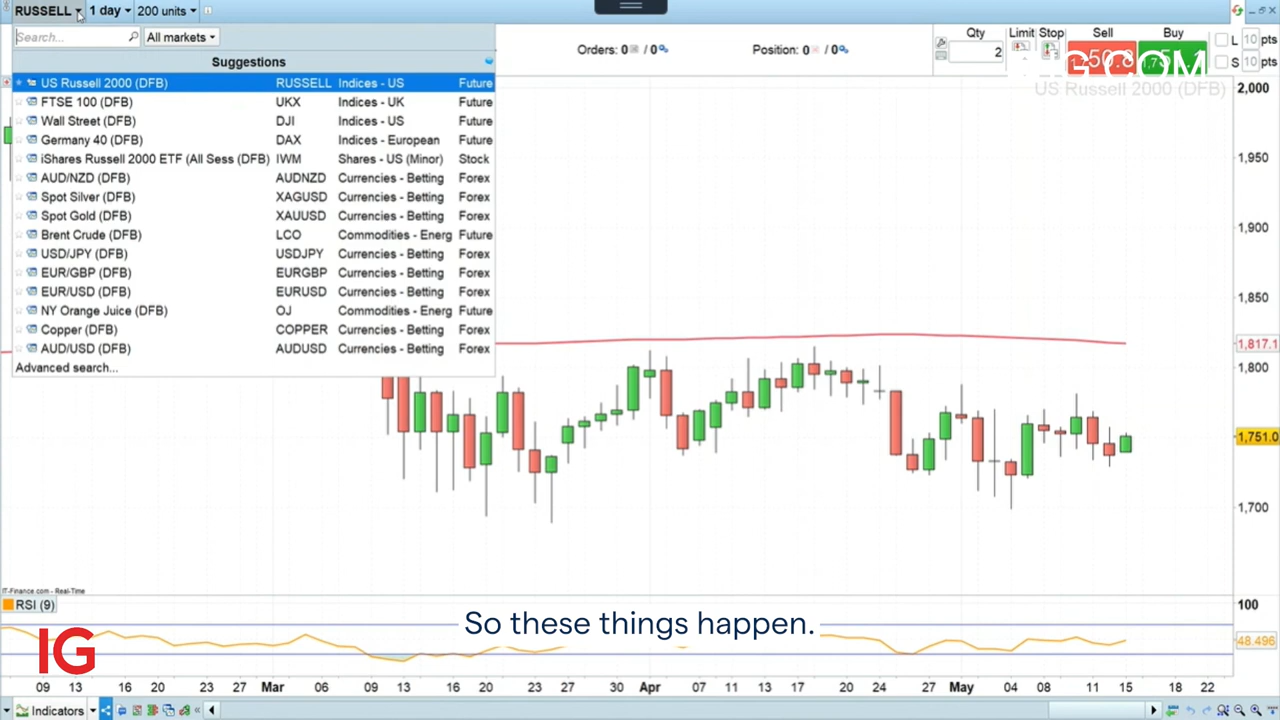 RUSSELL 1 day 200 units
Search... All markets
Orders: 0 / 0 Position: 0 / 0
Qty Limit Stop Sell Buy
2 L 10 pts
S 10 pts
IG.COM
US Russell 2000 (DFB)
Suggestions
US Russell 2000 (DFB) RUSSELL Indices - US Future
FTSE 100 (DFB) UKX Indices - UK Future
Wall Street (DFB) DJI Indices - US Future
Germany 40 (DFB) DAX Indices - European Future
iShares Russell 2000 ETF (All Sess (DFB) IWM Shares - US (Minor) Stock
AUD/NZD (DFB) AUDNZD Currencies - Betting Forex
Spot Silver (DFB) XAGUSD Currencies - Betting Forex
Spot Gold (DFB) XAUUSD Currencies - Betting Forex
Brent Crude (DFB) LCO Commodities - Energ Future
USD/JPY (DFB) USDJPY Currencies - Betting Forex
EUR/GBP (DFB) EURGBP Currencies - Betting Forex
EUR/USD (DFB) EURUSD Currencies - Betting Forex
NY Orange Juice (DFB) OJ Commodities - Energ Future
Copper (DFB) COPPER Currencies - Betting Forex
AUD/USD (DFB) AUDUSD Currencies - Betting Forex
Advanced search...
2,000
1,950
1,900
1,850
1,817.1
1,800
1,751.0
1,700
IT-Finance.com - Real-Time
RSI (9)
100
48.496
So these things happen.
IG
09 13 16 20 23 27 Mar 06 09 13 16 20 23 27 30 Apr 07 11 13 17 20 24 27 May 04 08 11 15 18 22
Indicators